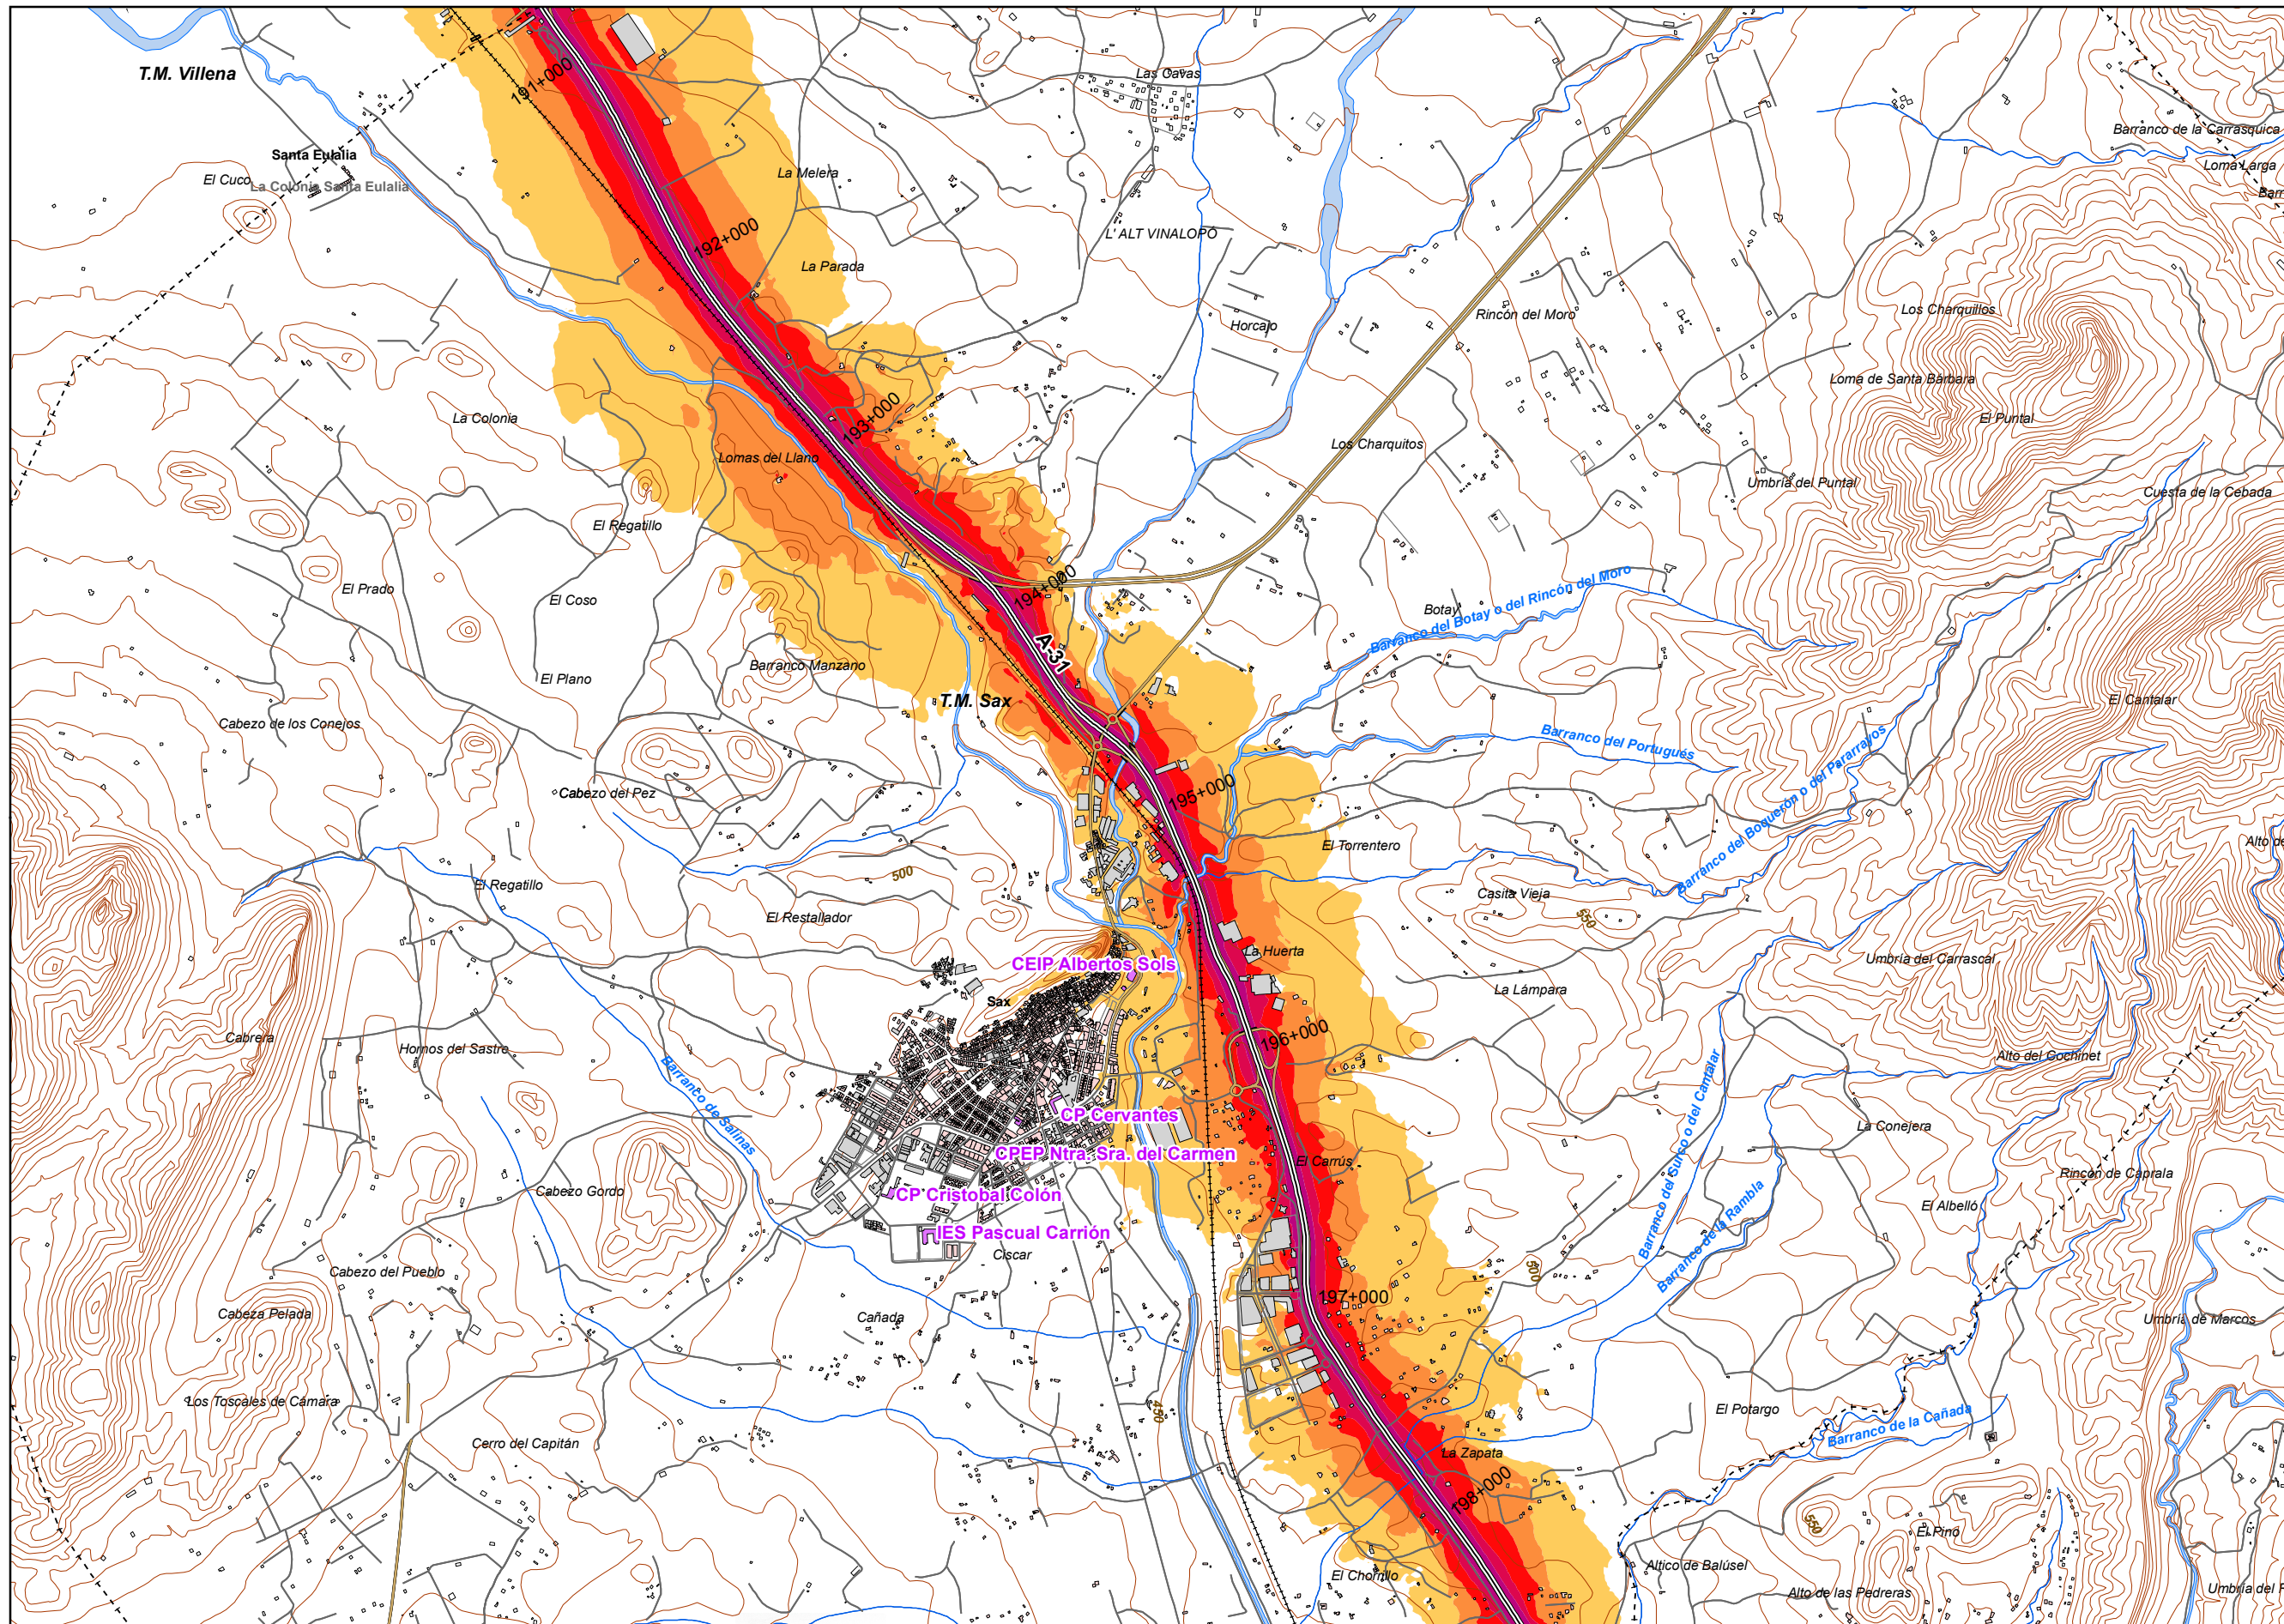 T.M. Villena
191+000
Las Cavas
Barranco de la Carrasquica
Santa Eulalia
El Cuco
La Colonia Santa Eulalia
La Melera
Loma Larga
Barr
192+000
L' ALT VINALOPÓ
La Parada
Los Charquillos
Rincón del Moro
Horcajo
Loma de Santa Bárbara
La Colonia
193+000
El Puntal
Los Charquitos
Lomas del Llano
Umbría del Puntal
Cuesta de la Cebada
El Regatillo
El Prado
194+000
El Coso
Botay
Barranco del Botay o del Rincón del Moro
A-31
Barranco Manzano
El Plano
T.M. Sax
El Cantalar
Cabezo de los Conejos
Barranco del Portugués
Barranco del Boquerón o del Pararrayos
195+000
Cabezo del Pez
El Torrentero
Alto de
500
El Regatillo
Casita Vieja
550
El Restallador
La Huerta
Umbría del Carrascal
CEIP Albertos Sols
La Lámpara
Sax
Cabrera
196+000
Hornos del Sastre
Alto del Cochinet
Barranco de Salinas
Barranco del Surco o del Cantalar
CP Cervantes
La Conejera
CPEP Ntra. Sra. del Carmen
El Carrús
Rincón de Caprala
Cabezo Gordo
CP Cristobal Colón
El Albelló
Barranco de la Rambla
IES Pascual Carrión
Ciscar
500
Cabezo del Pueblo
197+000
Cabeza Pelada
Cañada
Umbría de Marcos
Los Toscales de Cámara
450
El Potargo
Barranco de la Cañada
Cerro del Capitán
La Zapata
198+000
550
El Pino
Altico de Balúsel
El Chorrillo
Alto de las Pedreras
Umbría del F